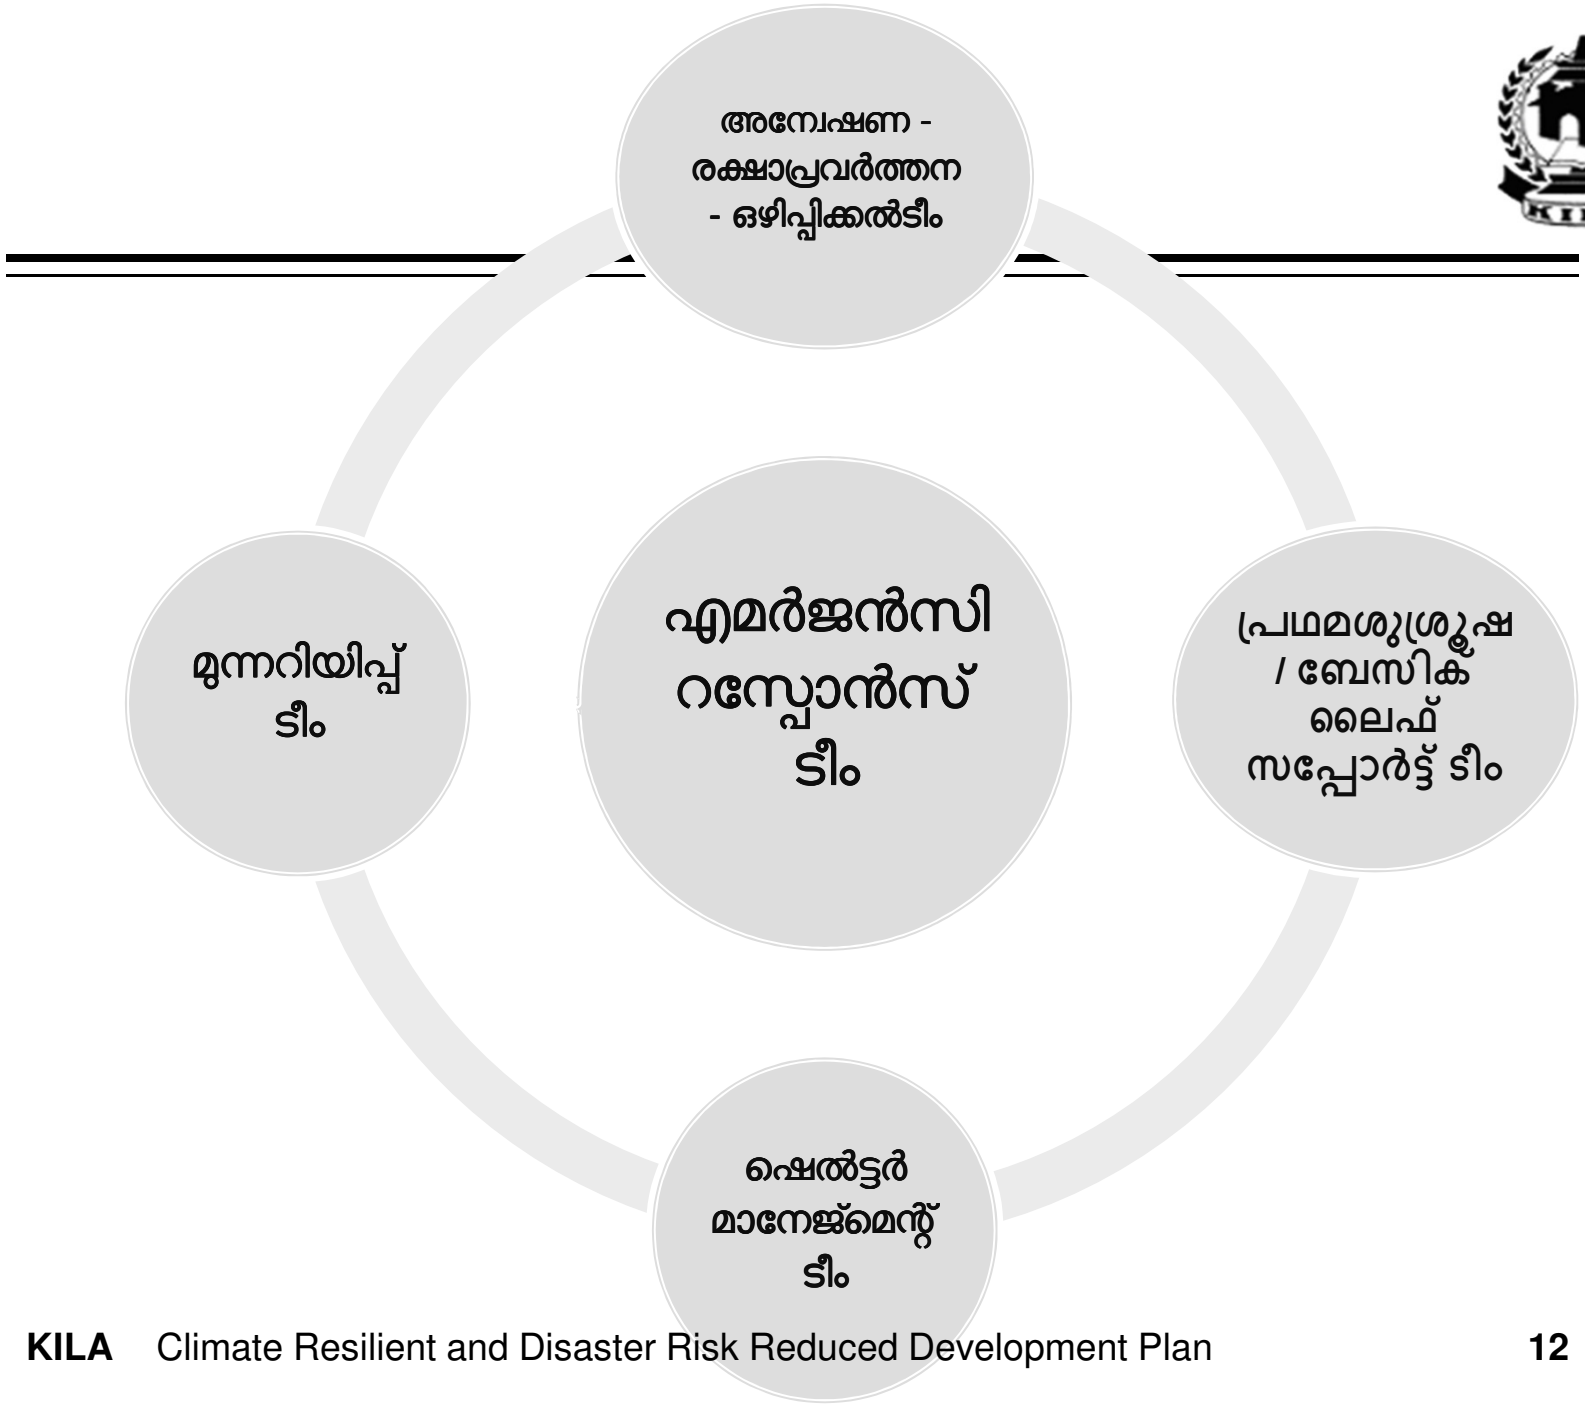 അന്വേഷണ -
രക്ഷാപ്രവർത്തന
- ഒഴിപ്പിക്കൽടീം
മുന്നറിയിപ്പ്
ടീം
എമർജൻസി
റസ്പോൻസ്
ടീം
പ്രഥമശുശ്രൂഷ
/ ബേസിക്
ലൈഫ്
സപ്പോർട്ട് ടീം
ഷെൽട്ടർ
മാനേജ്മെന്റ്
ടീം
KILA Climate Resilient and Disaster Risk Reduced Development Plan 12